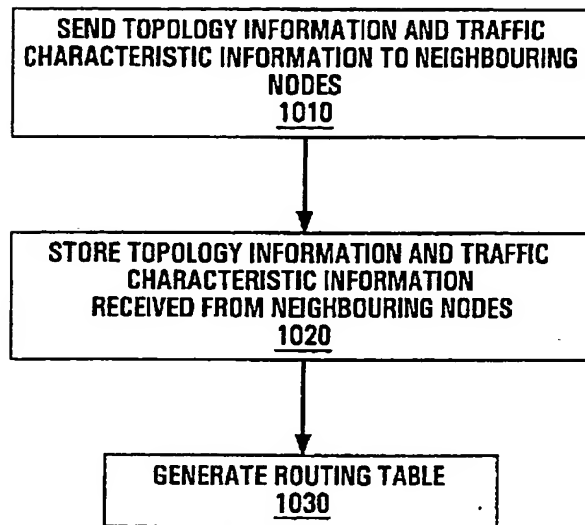 SEND TOPOLOGY INFORMATION AND TRAFFIC
CHARACTERISTIC INFORMATION TO NEIGHBOURING
NODES
1010
STORE TOPOLOGY INFORMATION AND TRAFFIC
CHARACTERISTIC INFORMATION
RECEIVED FROM NEIGHBOURING NODES
1020
GENERATE ROUTING TABLE
1030